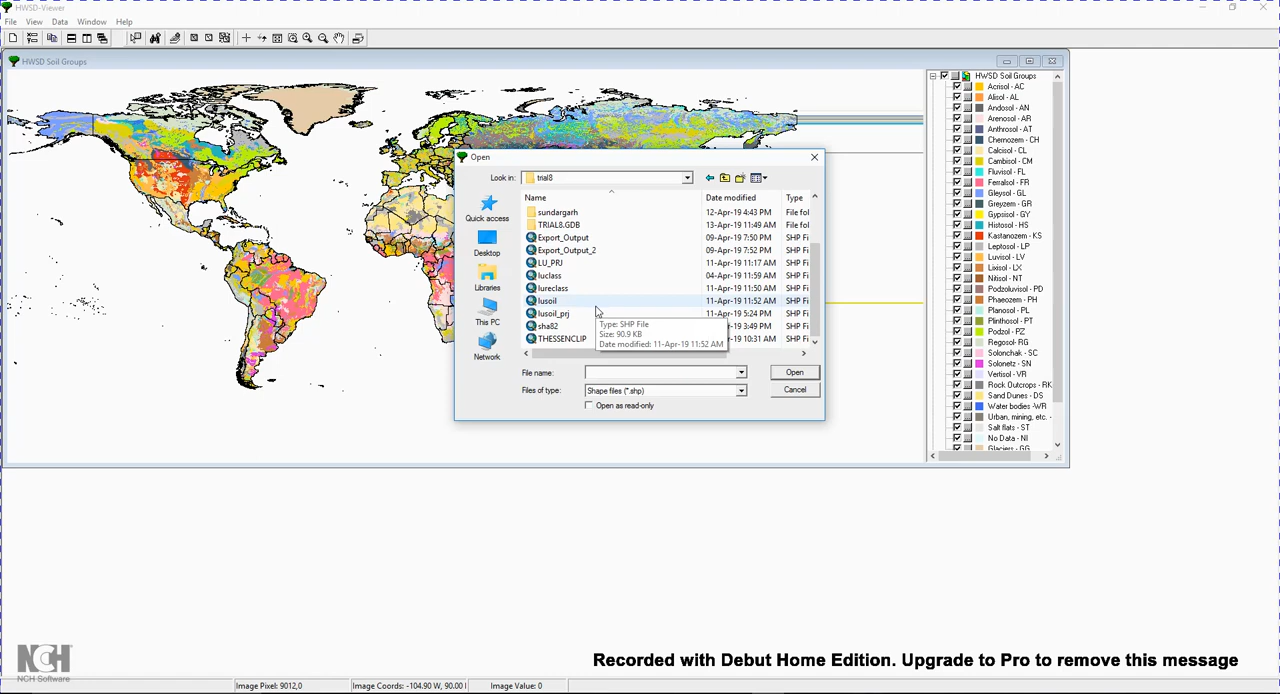 HWSD-Viewer
File View Data Window Help
HWSD Soil Groups
HWSD Soil Groups
Acrisol - AC
Alisol - AL
Andosol - AN
Arenosol - AR
Anthrosol - AT
Chernozem - CH
Calcisol - CL
Cambisol - CM
Fluvisol - FL
Ferralsol - FR
Gleysol - GL
Greyzem - GR
Gypsisol - GY
Histosol - HS
Kastanozem - KS
Leptosol - LP
Luvisol - LV
Lixisol - LX
Nitisol - NT
Podzoluvisol - PD
Phaeozem - PH
Planosol - PL
Plinthosol - PT
Podzol - PZ
Regosol - RG
Solonchak - SC
Solonetz - SN
Vertisol - VR
Rock Outcrops - RK
Sand Dunes - DS
Water bodies -WR
Urban, mining, etc. -
Salt flats - ST
No Data - NI
Glaciers - GG
Open
Look in: trial8
Quick access
Desktop
Libraries
This PC
Network
Name Date modified Type
sundargarh 12-Apr-19 4:43 PM File fol
TRIAL8.GDB 13-Apr-19 11:49 AM File fol
Export_Output 09-Apr-19 7:50 PM SHP Fi
Export_Output_2 09-Apr-19 7:52 PM SHP Fi
LU_PRJ 11-Apr-19 11:17 AM SHP Fi
luclass 04-Apr-19 11:59 AM SHP Fi
lureclass 11-Apr-19 11:50 AM SHP Fi
lusoil 11-Apr-19 11:52 AM SHP Fi
lusoil_prj 11-Apr-19 5:24 PM SHP Fi
sha82 3:49 PM SHP Fi
THESSENCLIP 10:31 AM SHP Fi
Type: SHP File
Size: 90.9 KB
Date modified: 11-Apr-19 11:52 AM
File name: Open
Files of type: Shape files (*.shp) Cancel
Open as read-only
NCH
NCH Software
Recorded with Debut Home Edition. Upgrade to Pro to remove this message
Image Pixel: 9012,0 Image Coords: -104.90 W, 90.00 Image Value: 0